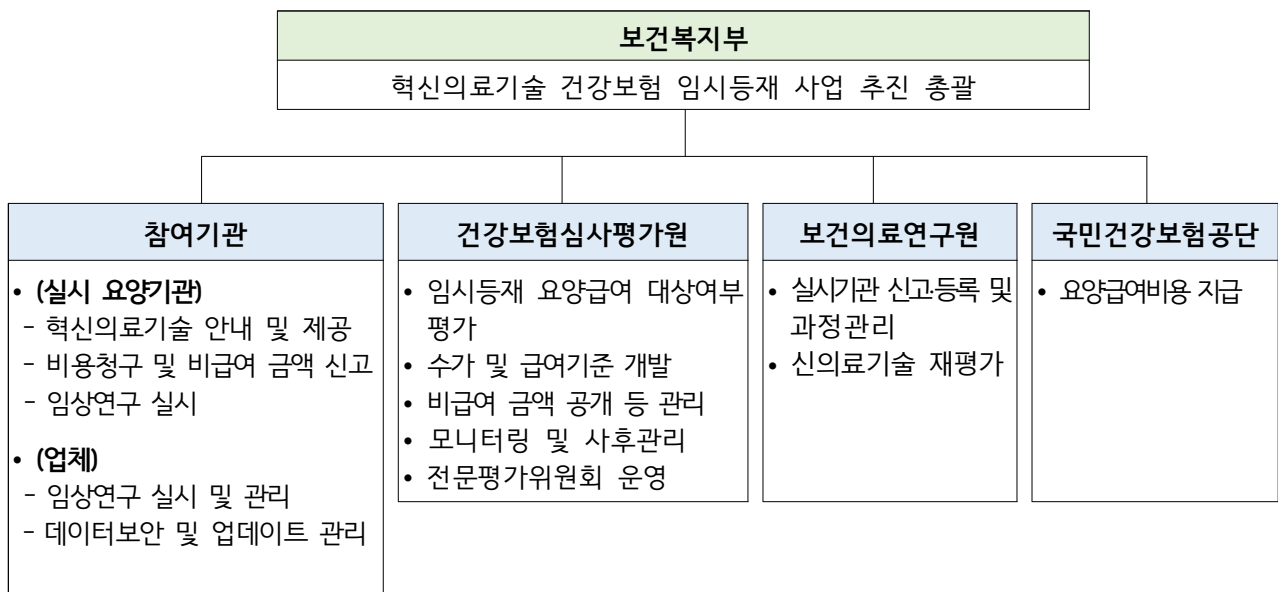 보건복지부
혁신의료기술 건강보험 임시등재 사업 추진 총괄
참여기관
• (실시 요양기관)
- 혁신의료기술 안내 및 제공
- 비용청구 및 비급여 금액 신고
- 임상연구 실시
• (업체)
- 임상연구 실시 및 관리
- 데이터보안 및 업데이트 관리
건강보험심사평가원
• 임시등재 요양급여 대상여부
평가
• 수가 및 급여기준 개발
• 비급여 금액 공개 등 관리
• 모니터링 및 사후관리
• 전문평가위원회 운영
보건의료연구원
• 실시기관 신고·등록 및
과정관리
• 신의료기술 재평가
국민건강보험공단
• 요양급여비용 지급